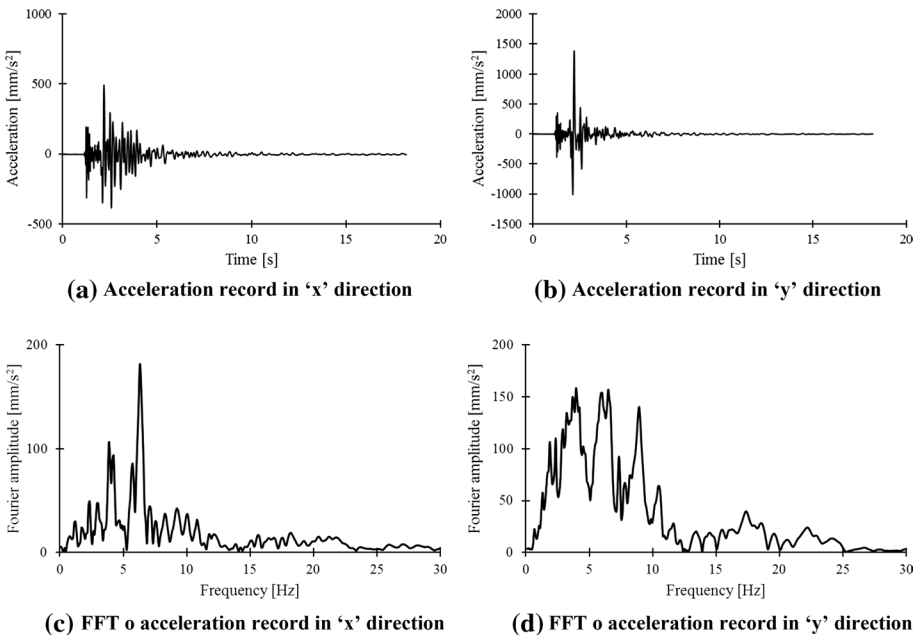 1000
500
0
-500
Acceleration [mm/s²]
0 5 10 15 20
Time [s]
(a) Acceleration record in ‘x’ direction
2000
1500
1000
500
0
-500
-1000
-1500
Acceleration [mm/s²]
0 5 10 15 20
Time [s]
(b) Acceleration record in ‘y’ direction
200
100
0
Fourier amplitude [mm/s²]
0 5 10 15 20 25 30
Frequency [Hz]
(c) FFT o acceleration record in ‘x’ direction
200
150
100
50
0
Fourier amplitude [mm/s²]
0 5 10 15 20 25 30
Frequency [Hz]
(d) FFT o acceleration record in ‘y’ direction